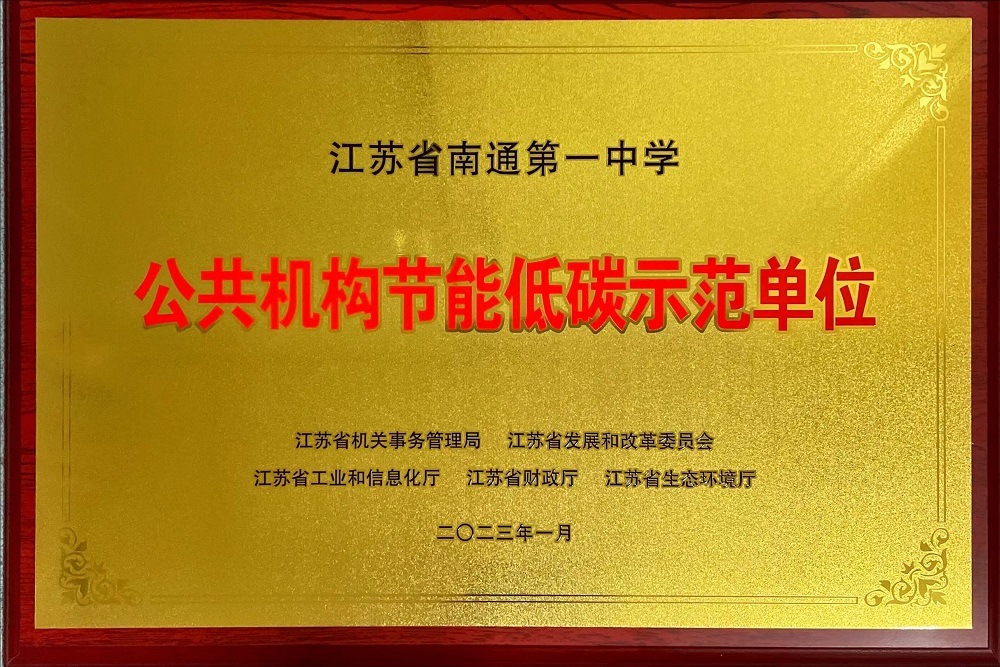 江苏省南通第一中学
公共机构节能低碳示范单位
江苏省机关事务管理局 江苏省发展和改革委员会
江苏省工业和信息化厅 江苏省财政厅 江苏省生态环境厅
二〇二三年一月